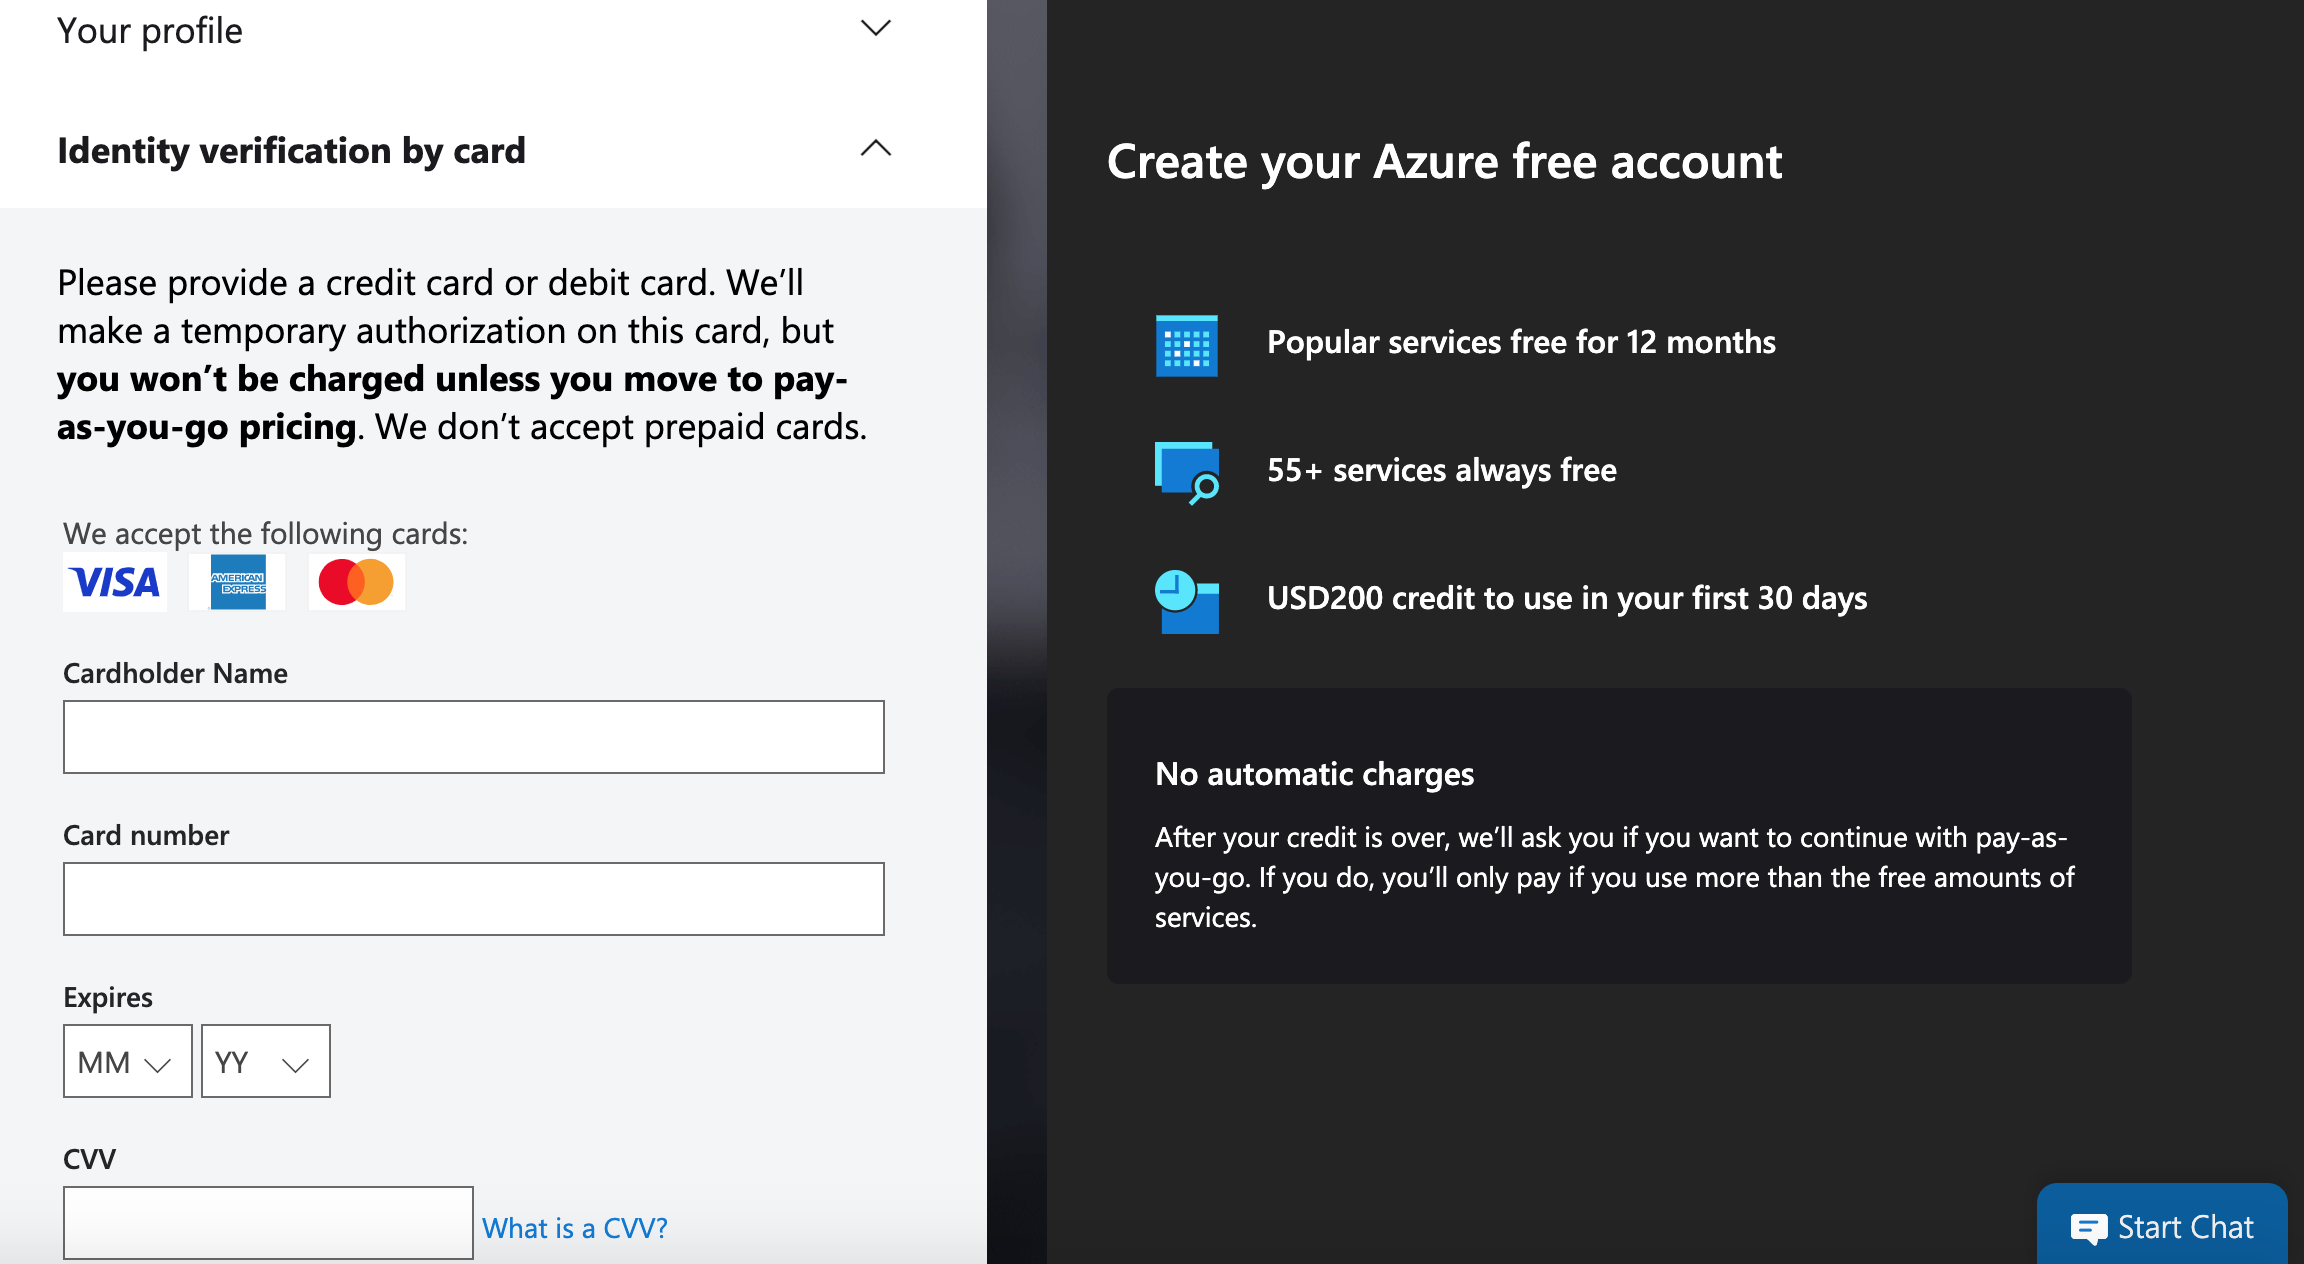 Your profile
Identity verification by card
Please provide a credit card or debit card. We’ll
make a temporary authorization on this card, but
you won’t be charged unless you move to pay-
as-you-go pricing. We don’t accept prepaid cards.
We accept the following cards:
VISA
AMERICAN
EXPRESS
Cardholder Name
Card number
Expires
MM
YY
CVV
What is a CVV?
Create your Azure free account
Popular services free for 12 months
55+ services always free
USD200 credit to use in your first 30 days
No automatic charges
After your credit is over, we’ll ask you if you want to continue with pay-as-
you-go. If you do, you’ll only pay if you use more than the free amounts of
services.
Start Chat